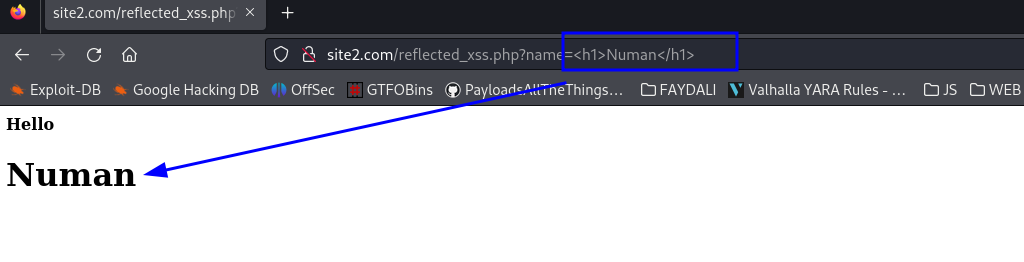 site2.com/reflected_xss.php
site2.com/reflected_xss.php?name=<h1>Numan</h1>
Exploit-DB Google Hacking DB OffSec GTFOBins PayloadsAllTheThings… FAYDALI Valhalla YARA Rules - … JS WEB
Hello
Numan